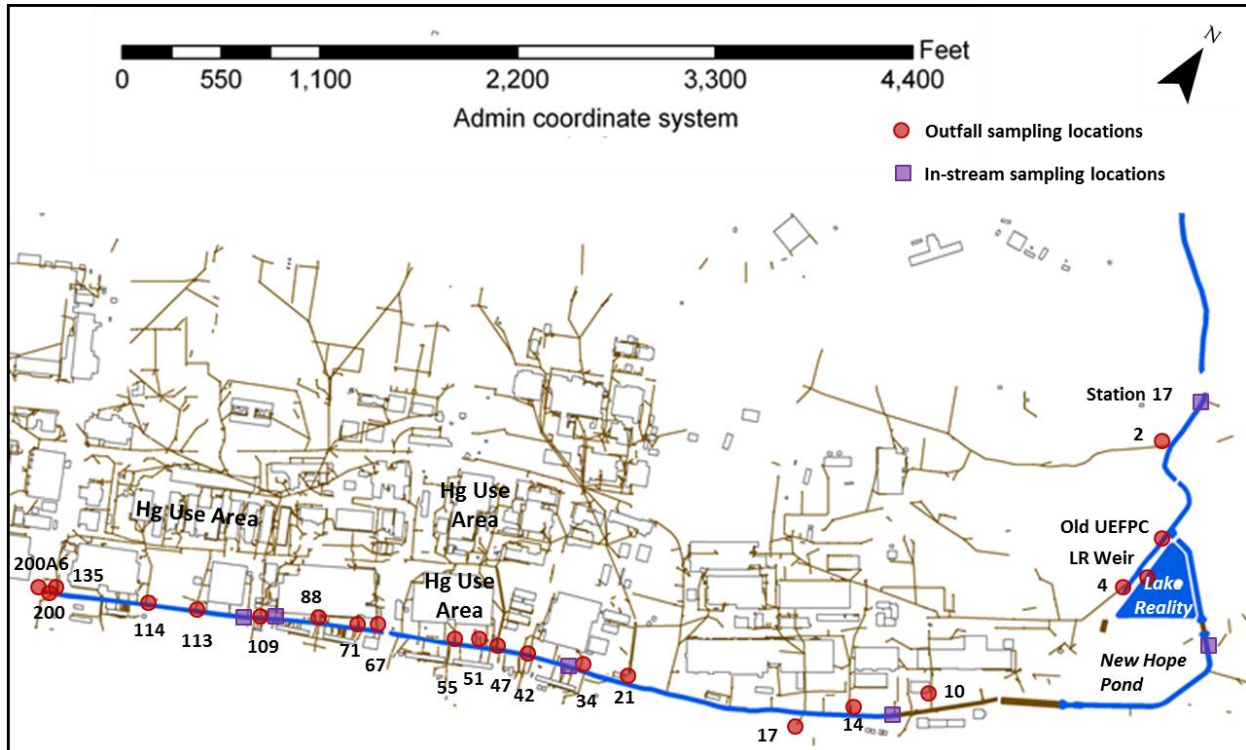 N
Feet
0 550 1,100 2,200 3,300 4,400
Admin coordinate system
Outfall sampling locations
In-stream sampling locations
Station 17
2
Hg Use
Area
Hg Use Area
Old UEFPC
LR Weir
4
Lake
Reality
Hg Use
Area
200A6 135
200
88
114
113
109
71
67
55
51
47
42
34
21
17
14
10
New Hope
Pond